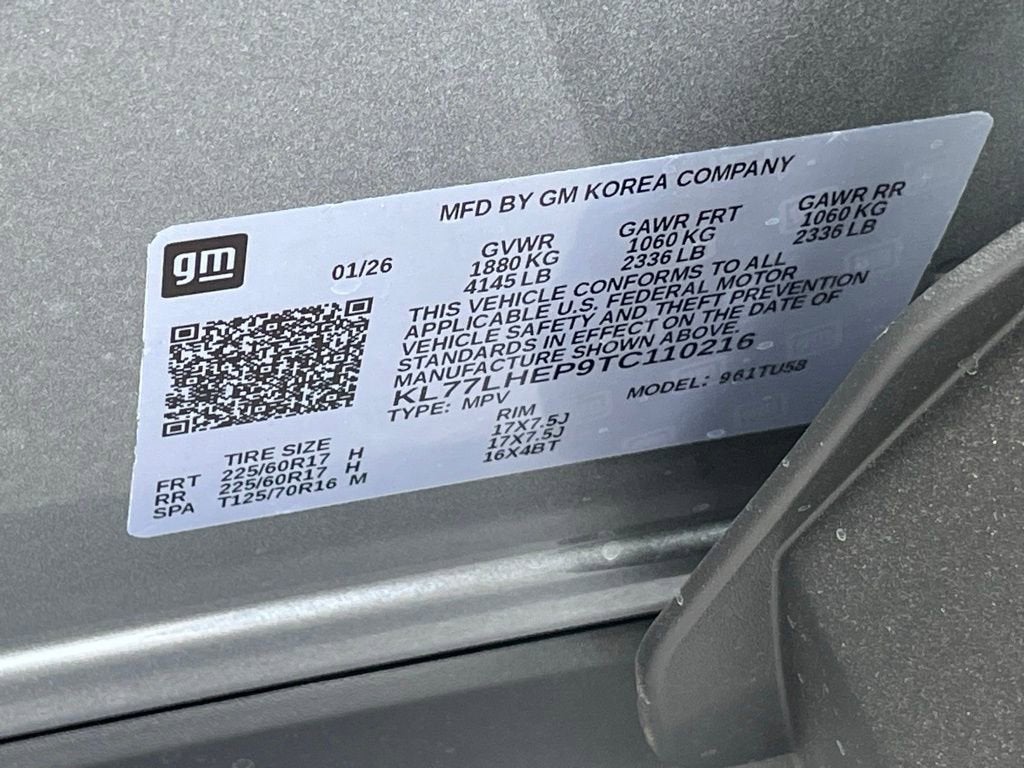 MFD BY GM KOREA COMPANY
gm
01/26
GVWR
1880 KG
4145 LB
GAWR FRT
1060 KG
2336 LB
GAWR RR
1060 KG
2336 LB
THIS VEHICLE CONFORMS TO ALL
APPLICABLE U.S. FEDERAL MOTOR
VEHICLE SAFETY AND THEFT PREVENTION
STANDARDS IN EFFECT ON THE DATE OF
MANUFACTURE SHOWN ABOVE.
KL77LHEP9TC110216
TYPE: MPV
MODEL: 961TU58
TIRE SIZE
RIM
FRT 225/60R17 H 17X7.5J
RR 225/60R17 H 17X7.5J
SPA T125/70R16 M 16X4BT